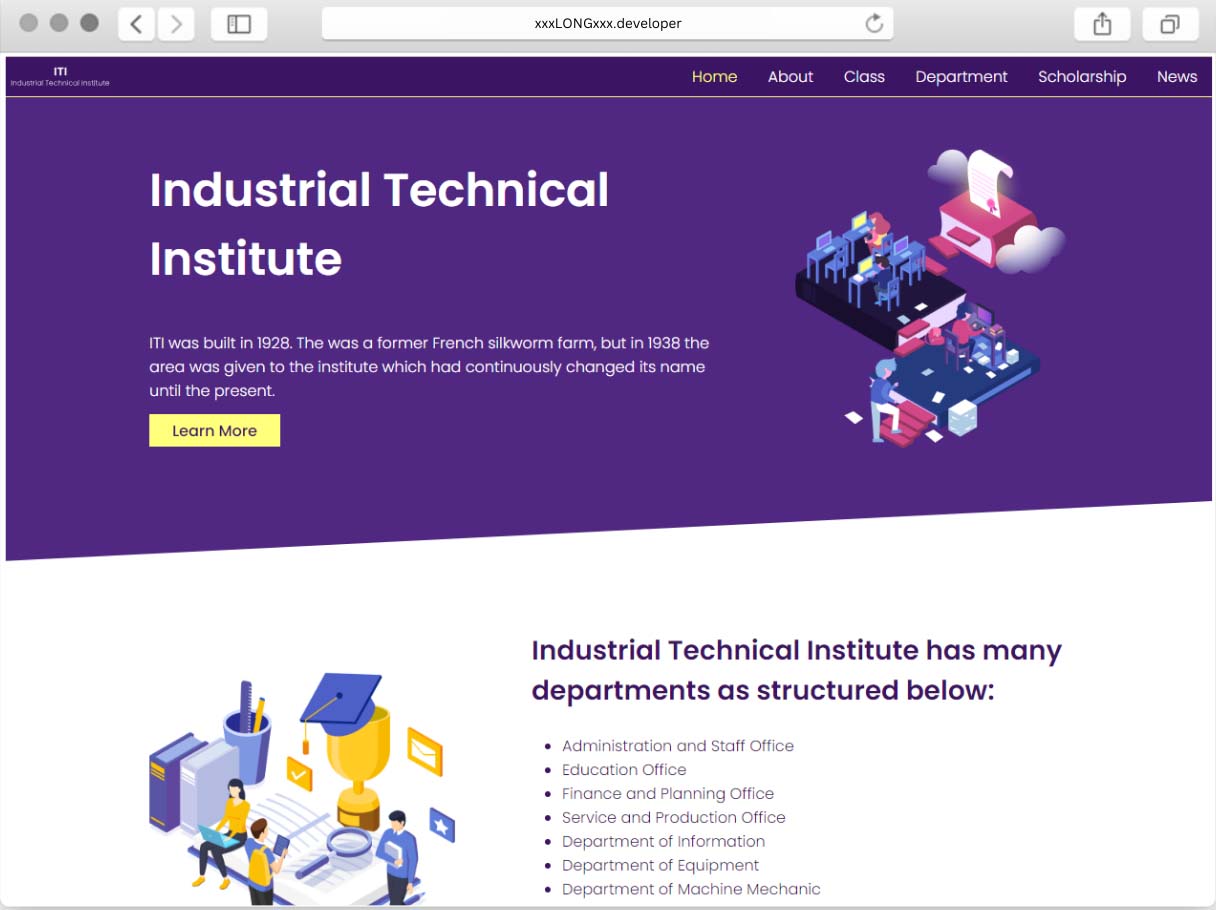 xxxLONGxxx.developer
ITI
Industrial Technical Institute
Home About Class Department Scholarship News
Industrial Technical
Institute
ITI was built in 1928. The was a former French silkworm farm, but in 1938 the
area was given to the institute which had continuously changed its name
until the present.
Learn More
Industrial Technical Institute has many
departments as structured below:
Administration and Staff Office
Education Office
Finance and Planning Office
Service and Production Office
Department of Information
Department of Equipment
Department of Machine Mechanic